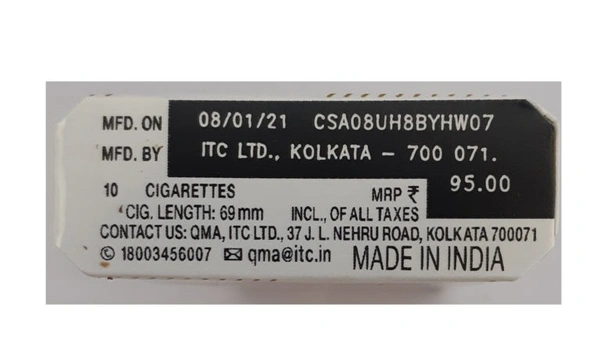 MFD. ON 08/01/21 CSA08UH8BYHW07
MFD. BY ITC LTD., KOLKATA – 700 071.
10 CIGARETTES MRP ₹ 95.00
CIG. LENGTH: 69mm INCL., OF ALL TAXES
CONTACT US: QMA, ITC LTD., 37 J. L. NEHRU ROAD, KOLKATA 700071
✆ 18003456007 ✉ qma@itc.in MADE IN INDIA